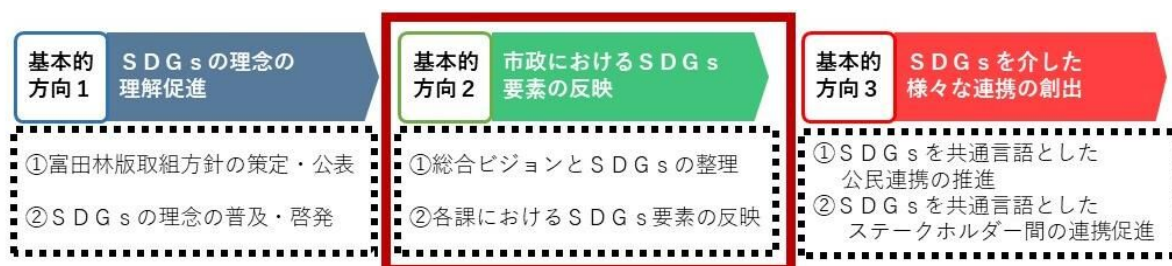 基本的
方向1
ＳＤＧｓの理念の
理解促進
①富田林版取組方針の策定・公表
②ＳＤＧｓの理念の普及・啓発
基本的
方向2
市政におけるＳＤＧｓ
要素の反映
①総合ビジョンとＳＤＧｓの整理
②各課におけるＳＤＧｓ要素の反映
基本的
方向3
ＳＤＧｓを介した
様々な連携の創出
①ＳＤＧｓを共通言語とした
公民連携の推進
②ＳＤＧｓを共通言語とした
ステークホルダー間の連携促進